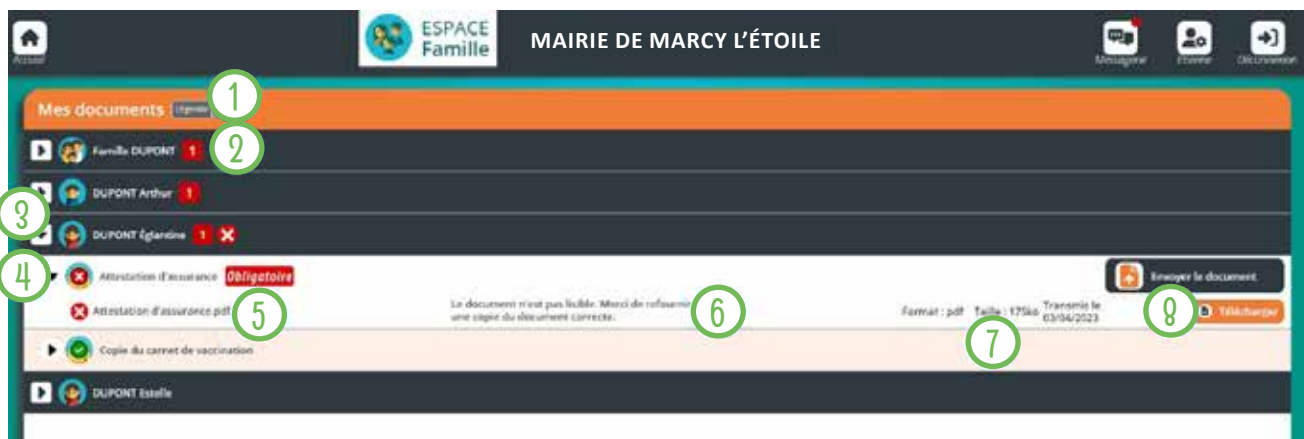 ESPACE
Famille
MAIRIE DE MARCY L'ÉTOILE
Accueil
Messagerie
Déconnexion
Mes documents
1
Famille DUPONT 1
2
DUPONT Arthur 1
3
DUPONT Églantine 1
4
Attestation d'assurance Obligatoire
Envoyer le document
Attestation d'assurance.pdf
5
Le document n'est pas lisible. Merci de refournir
une copie du document correcte.
6
Format : pdf Taille : 175ko Transmis le
03/04/2023
7
8
Télécharger
Copie du carnet de vaccination
DUPONT Estelle